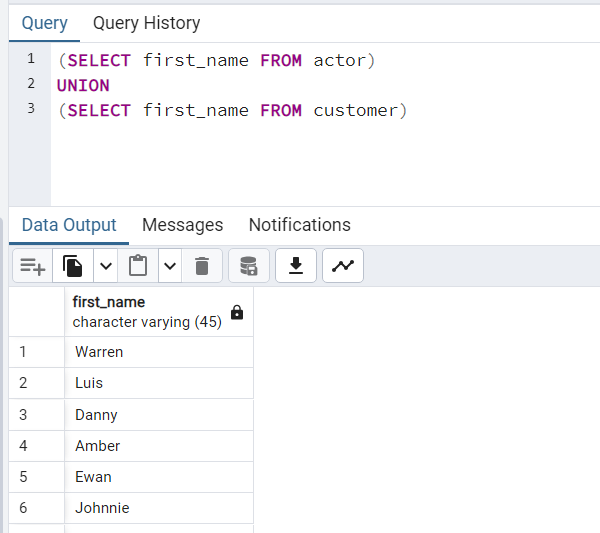 Query Query History
1 (SELECT first_name FROM actor)
2 UNION
3 (SELECT first_name FROM customer)
Data Output Messages Notifications
first_name
character varying (45)
1 Warren
2 Luis
3 Danny
4 Amber
5 Ewan
6 Johnnie